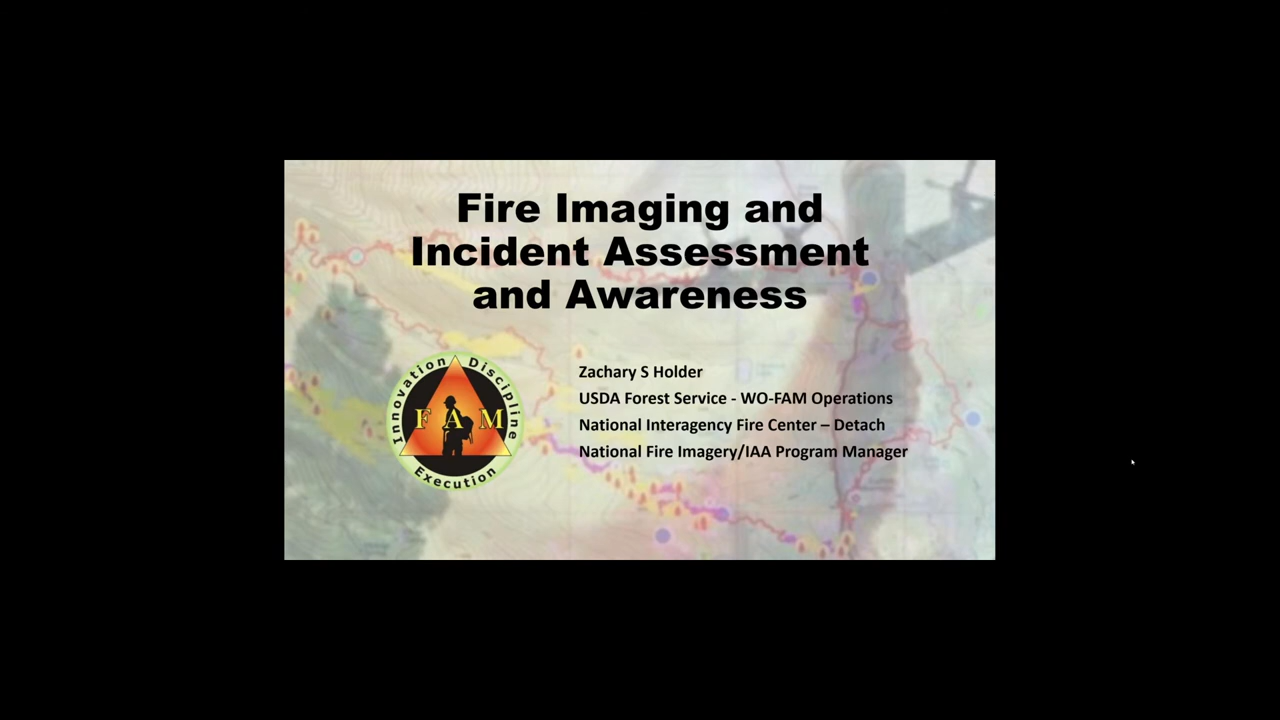 Fire Imaging and
Incident Assessment
and Awareness
Zachary S Holder
USDA Forest Service - WO-FAM Operations
National Interagency Fire Center – Detach
National Fire Imagery/IAA Program Manager
Innovation Discipline
F A M
Execution